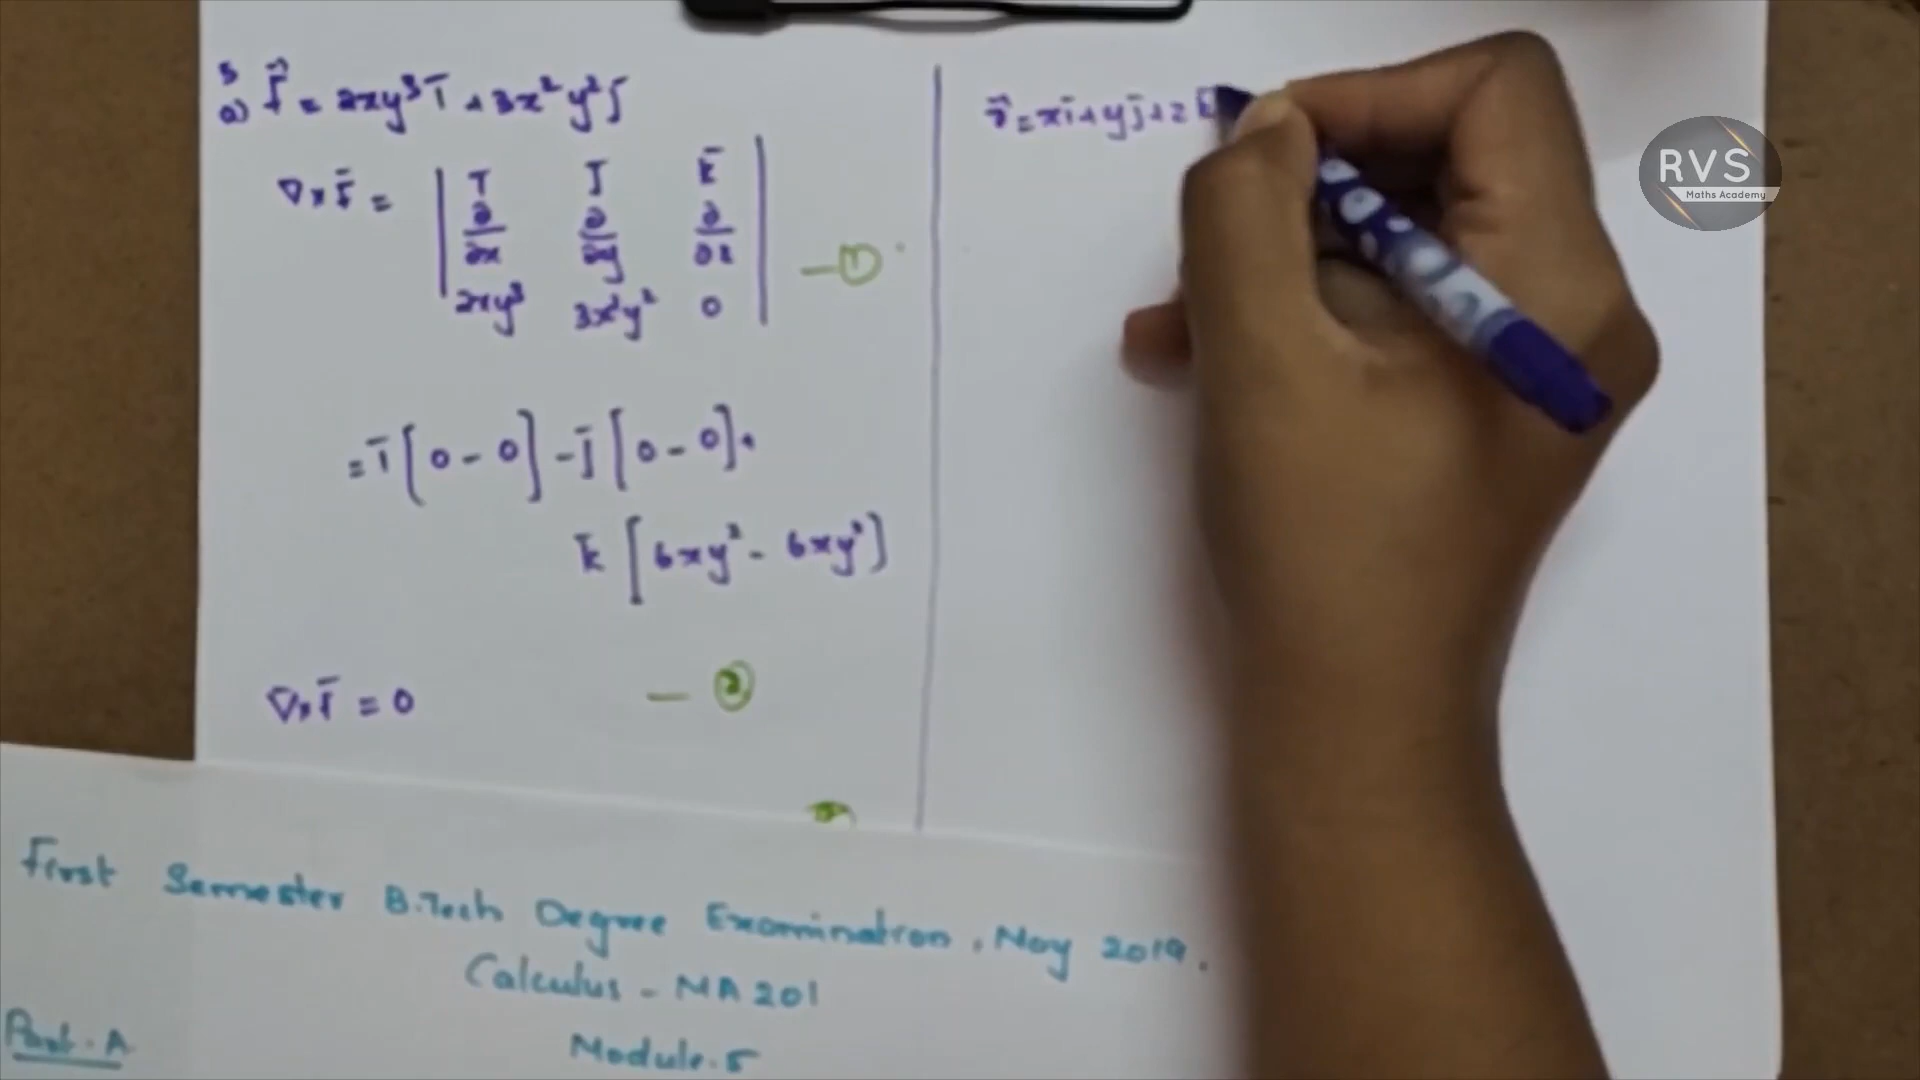 5
a) f⃗ = 2xy³ i̅ + 3x²y² j̅
∇×f̅ =
i̅ j̅ k̅
∂/∂x ∂/∂y ∂/∂z
2xy³ 3x²y² 0
— ①
= i̅ [0 - 0] - j̅ [0 - 0] +
k̅ [6xy² - 6xy²]
∇×f̅ = 0 — ②
r⃗ = xi̅ + yj̅ + z
RVS
Maths Academy
First Semester B.Tech Degree Examination, Nov 2019.
Calculus - MA 201
Module-5
Part-A